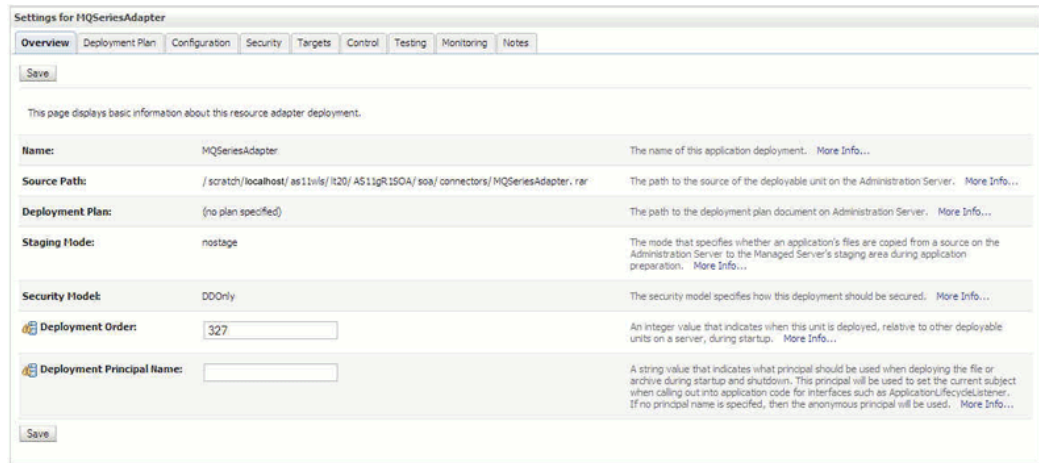 Settings for MQSeriesAdapter
Overview Deployment Plan Configuration Security Targets Control Testing Monitoring Notes
Save
This page displays basic information about this resource adapter deployment.
Name: MQSeriesAdapter The name of this application deployment. More Info...
Source Path: /scratch/localhost/as11wls/lt20/AS11gR1SOA/soa/connectors/MQSeriesAdapter.rar The path to the source of the deployable unit on the Administration Server. More Info...
Deployment Plan: (no plan specified) The path to the deployment plan document on Administration Server. More Info...
Staging Mode: nostage The mode that specifies whether an application's files are copied from a source on the
Administration Server to the Managed Server's staging area during application
preparation. More Info...
Security Model: DDOnly The security model specifies how this deployment should be secured. More Info...
Deployment Order: 327 An integer value that indicates when this unit is deployed, relative to other deployable
units on a server, during startup. More Info...
Deployment Principal Name: A string value that indicates what principal should be used when deploying the file or
archive during startup and shutdown. This principal will be used to set the current subject
when calling out into application code for interfaces such as ApplicationLifecycleListener.
If no principal name is specified, then the anonymous principal will be used. More Info...
Save